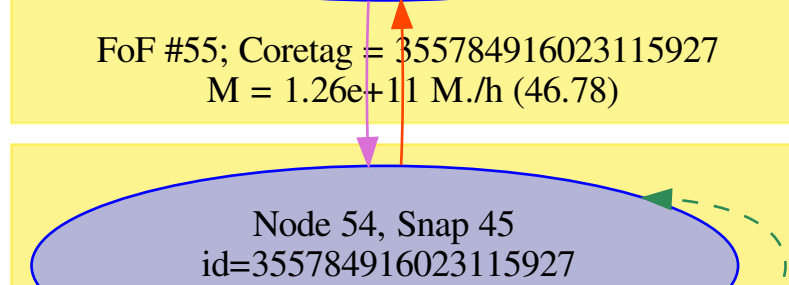 FoF #55; Coretag = 355784916023115927
M = 1.26e+11 M./h (46.78)
Node 54, Snap 45
id=355784916023115927